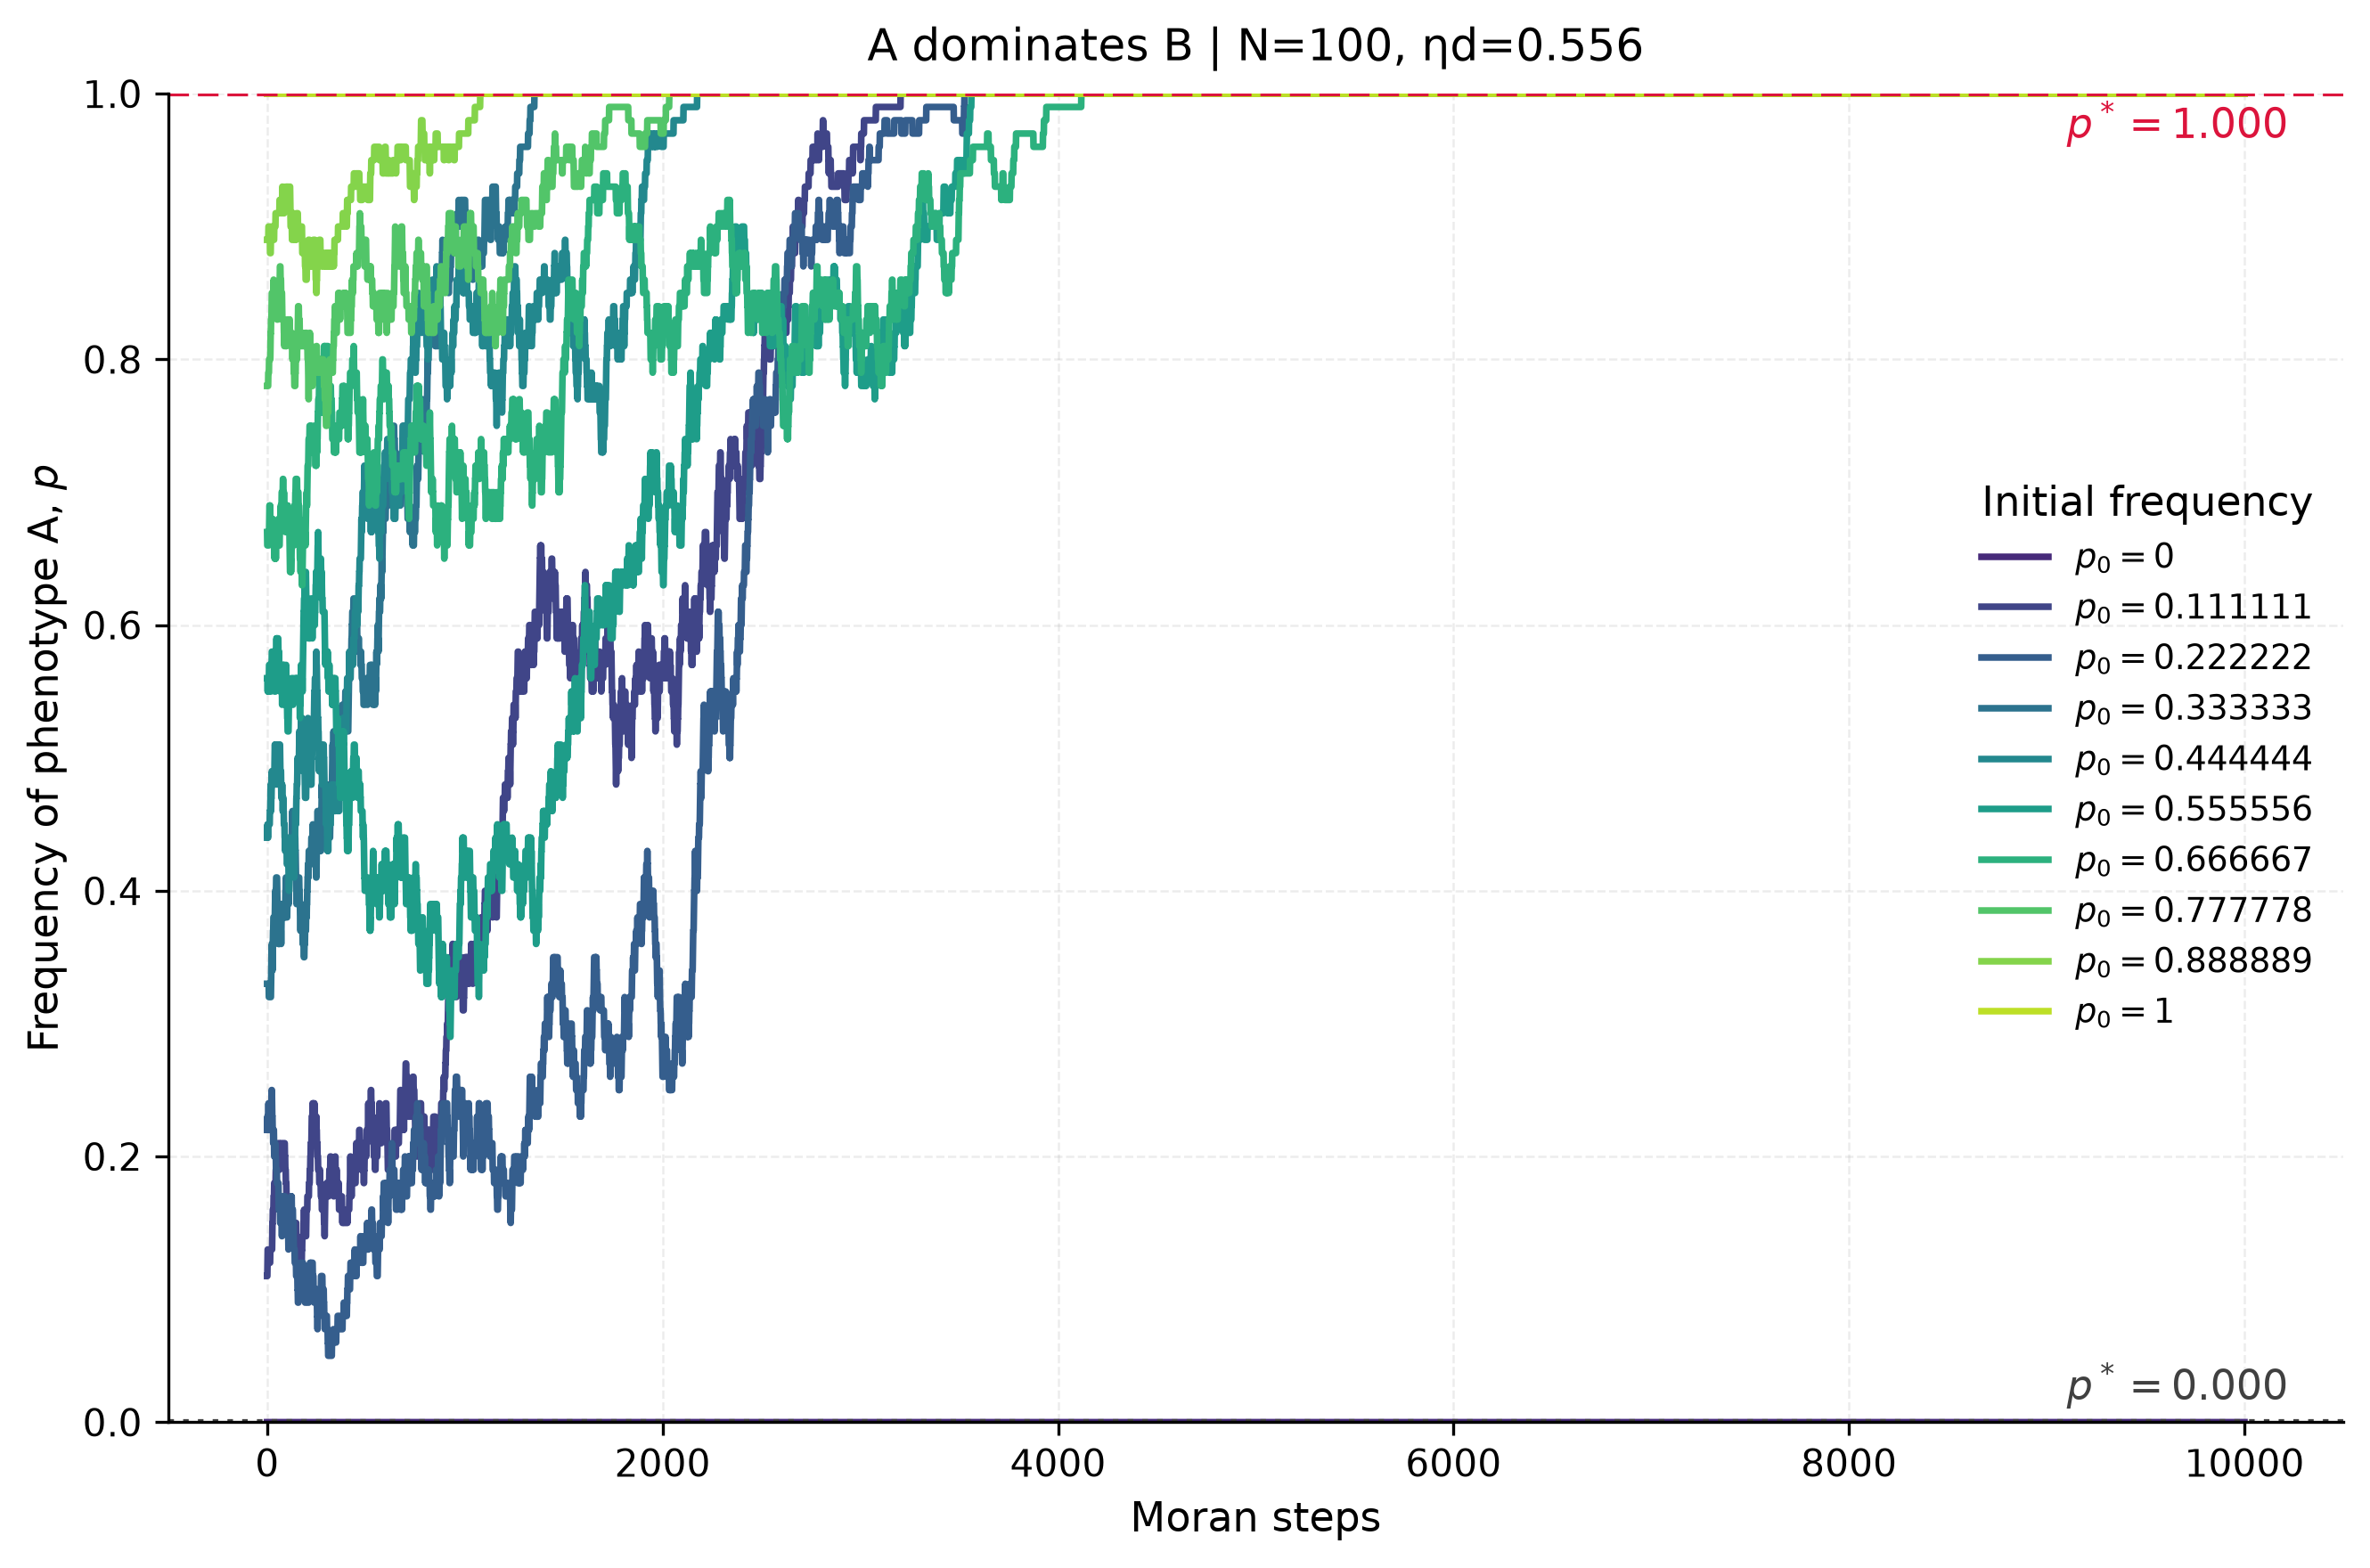 A dominates B | N=100, ηd=0.556
1.0
0.8
0.6
0.4
0.2
0.0
Frequency of phenotype A, p
p* = 1.000
Initial frequency
p₀ = 0
p₀ = 0.111111
p₀ = 0.222222
p₀ = 0.333333
p₀ = 0.444444
p₀ = 0.555556
p₀ = 0.666667
p₀ = 0.777778
p₀ = 0.888889
p₀ = 1
p* = 0.000
0 2000 4000 6000 8000 10000
Moran steps